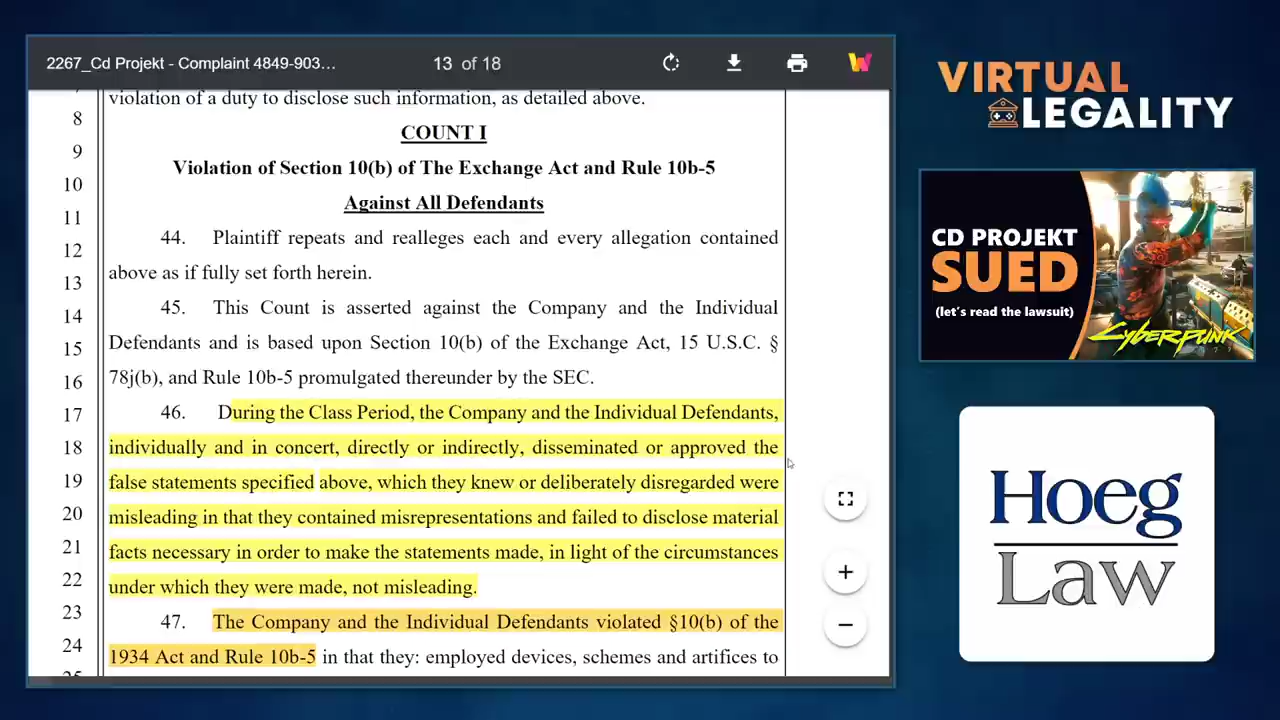 2267_Cd Projekt - Complaint 4849-903…
13 of 18
violation of a duty to disclose such information, as detailed above.
8
COUNT I
9
Violation of Section 10(b) of The Exchange Act and Rule 10b-5
10
Against All Defendants
11
44. Plaintiff repeats and realleges each and every allegation contained
12
above as if fully set forth herein.
13
45. This Count is asserted against the Company and the Individual
14
Defendants and is based upon Section 10(b) of the Exchange Act, 15 U.S.C. §
15
78j(b), and Rule 10b-5 promulgated thereunder by the SEC.
16
46. During the Class Period, the Company and the Individual Defendants,
17
individually and in concert, directly or indirectly, disseminated or approved the
18
false statements specified above, which they knew or deliberately disregarded were
19
misleading in that they contained misrepresentations and failed to disclose material
20
facts necessary in order to make the statements made, in light of the circumstances
21
under which they were made, not misleading.
22
47. The Company and the Individual Defendants violated §10(b) of the
23
1934 Act and Rule 10b-5 in that they: employed devices, schemes and artifices to
24
VIRTUAL
LEGALITY
CD PROJEKT
SUED
(let's read the lawsuit)
Cyberpunk
Hoeg
Law